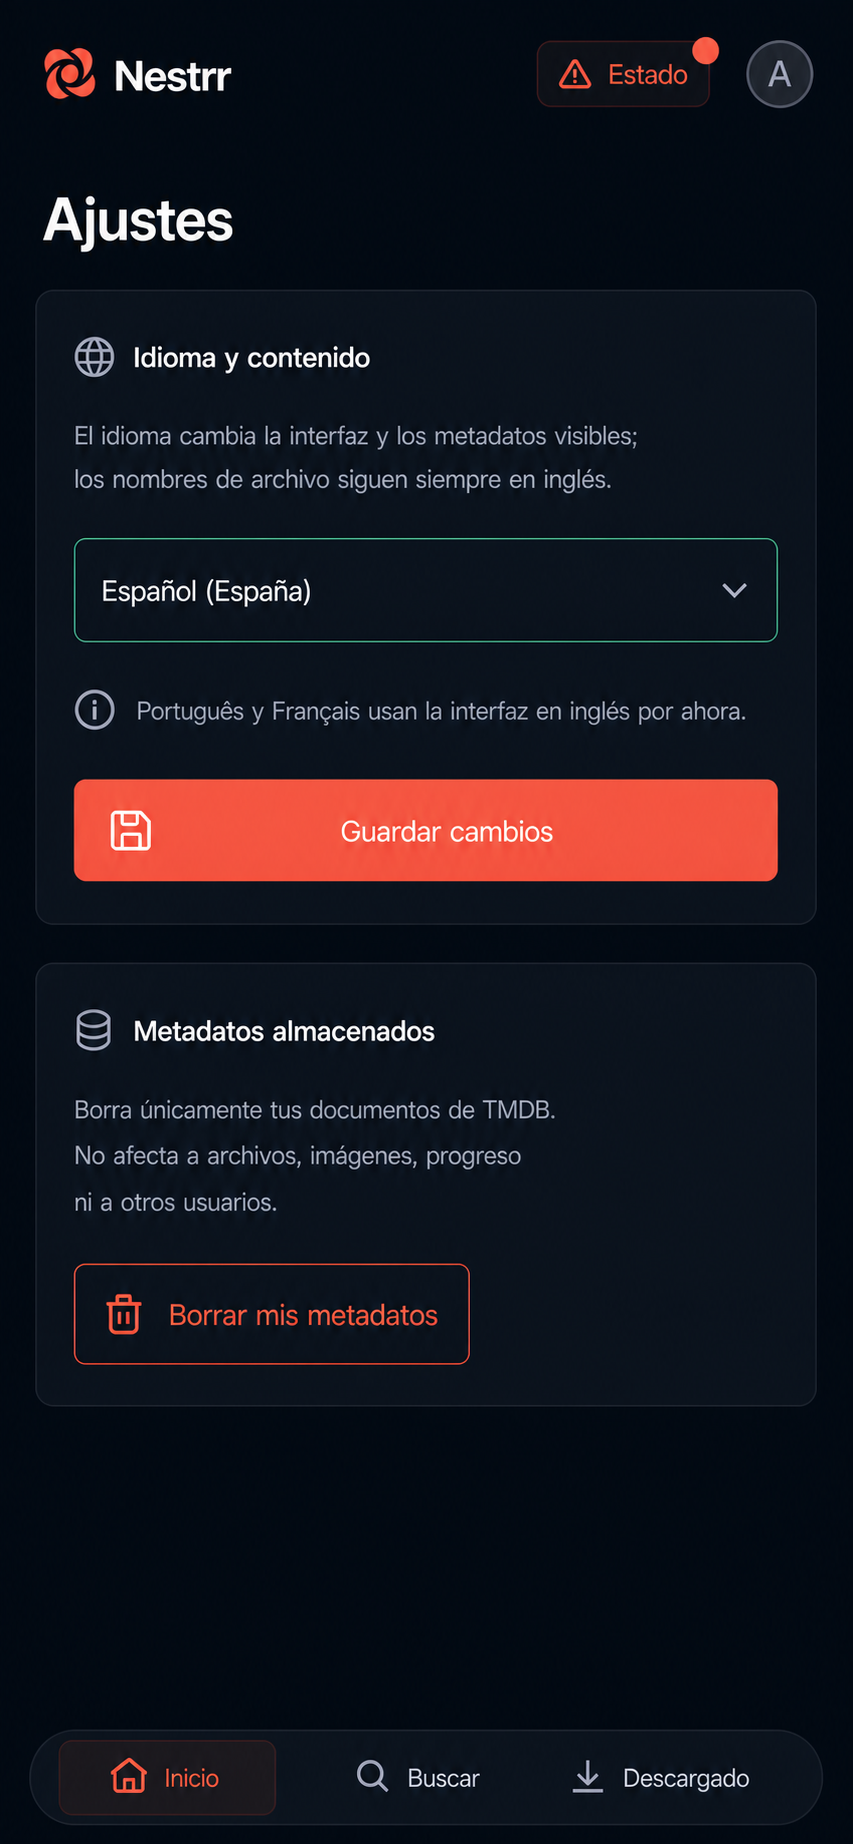 Nestrr
Estado
A
Ajustes
Idioma y contenido
El idioma cambia la interfaz y los metadatos visibles;
los nombres de archivo siguen siempre en inglés.
Español (España)
Português y Français usan la interfaz en inglés por ahora.
Guardar cambios
Metadatos almacenados
Borra únicamente tus documentos de TMDB.
No afecta a archivos, imágenes, progreso
ni a otros usuarios.
Borrar mis metadatos
Inicio
Buscar
Descargado